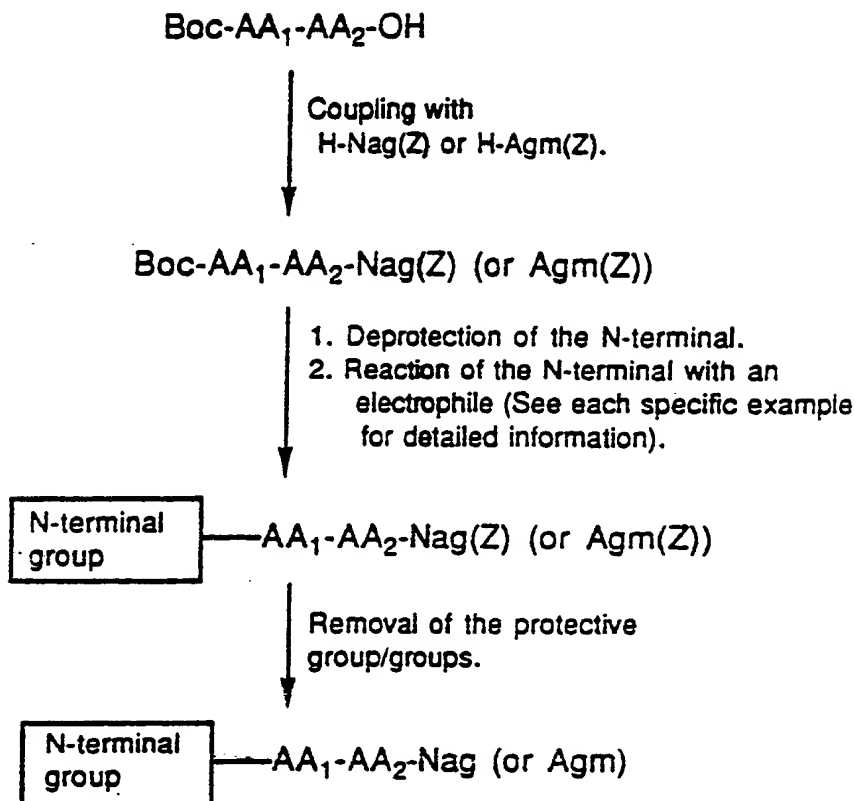 Boc-AA₁-AA₂-OH
Coupling with
H-Nag(Z) or H-Agm(Z).
Boc-AA₁-AA₂-Nag(Z) (or Agm(Z))
1. Deprotection of the N-terminal.
2. Reaction of the N-terminal with an
electrophile (See each specific example
for detailed information).
N-terminal
group
AA₁-AA₂-Nag(Z) (or Agm(Z))
Removal of the protective
group/groups.
N-terminal
group
AA₁-AA₂-Nag (or Agm)